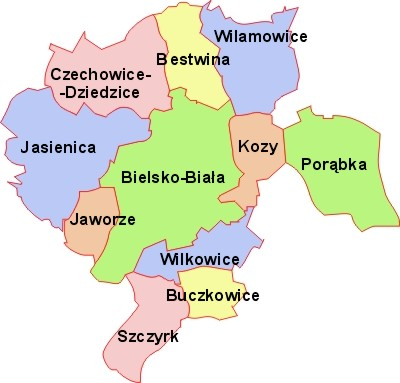 Wilamowice
Bestwina
Czechowice-
-Dziedzice
Jasienica
Kozy
Porąbka
Bielsko-Biała
Jaworze
Wilkowice
Buczkowice
Szczyrk